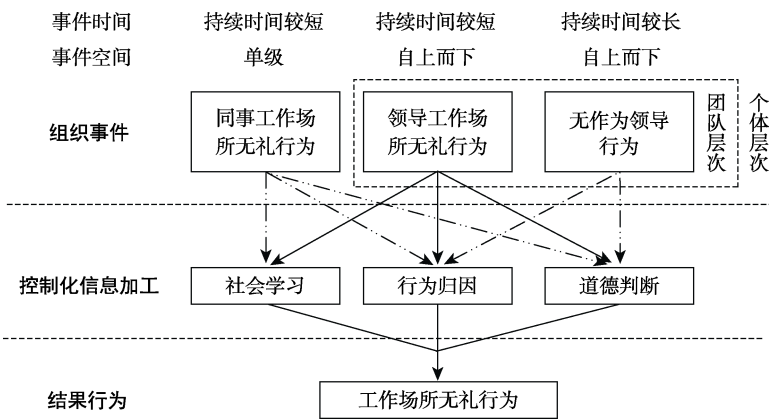 事件时间 持续时间较短 持续时间较短 持续时间较长
事件空间 单级 自上而下 自上而下
组织事件
同事工作场
所无礼行为
领导工作场
所无礼行为
无作为领导
行为
团队层次
个体层次
控制化信息加工
社会学习 行为归因 道德判断
结果行为
工作场所无礼行为